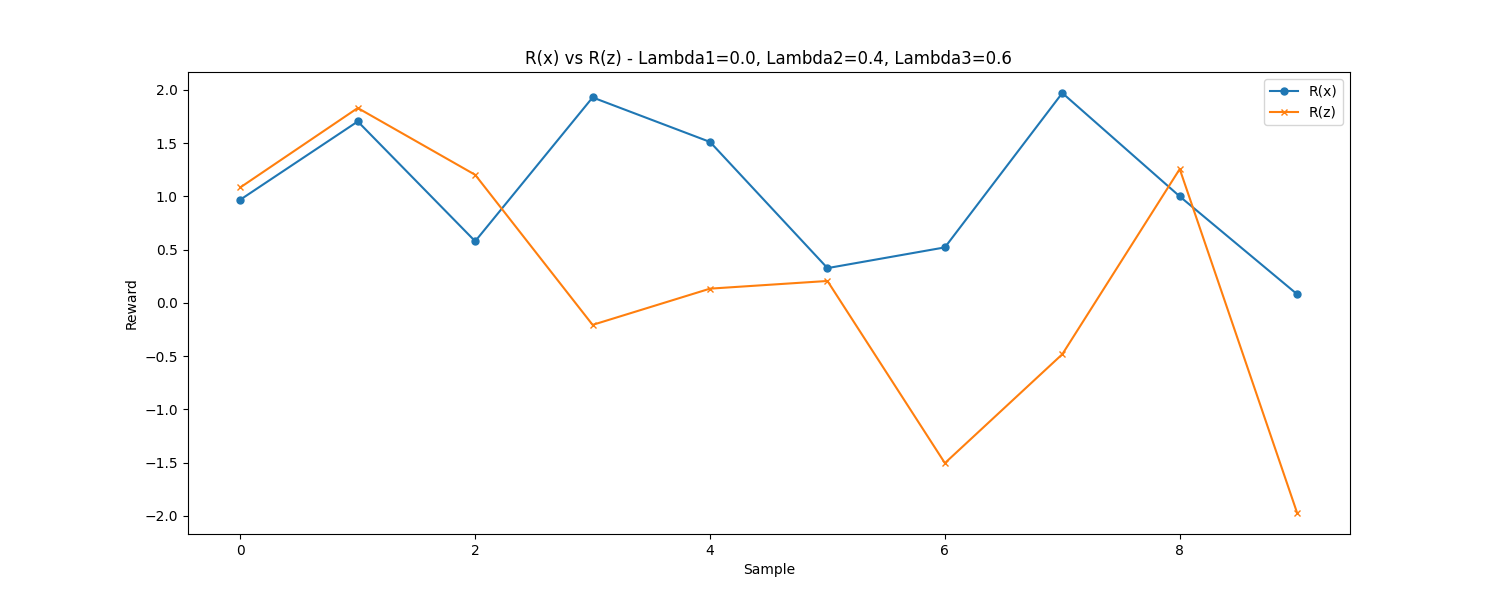 R(x) vs R(z) - Lambda1=0.0, Lambda2=0.4, Lambda3=0.6
R(x)
R(z)
2.0
1.5
1.0
0.5
0.0
−0.5
−1.0
−1.5
−2.0
Reward
0 2 4 6 8
Sample